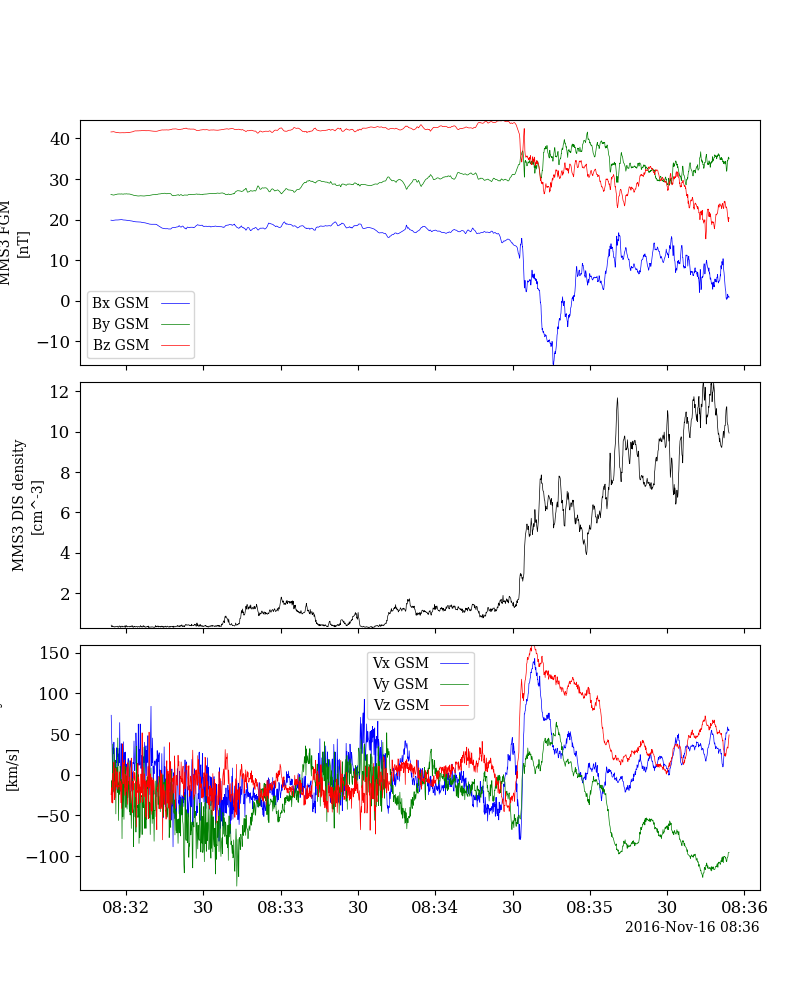 40
30
20
10
0
−10
MMS3 FGM
[nT]
Bx GSM
By GSM
Bz GSM
12
10
8
6
4
2
MMS3 DIS density
[cm^-3]
150
100
50
0
−50
−100
[km/s]
Vx GSM
Vy GSM
Vz GSM
08:32 30 08:33 30 08:34 30 08:35 30 08:36
2016-Nov-16 08:36